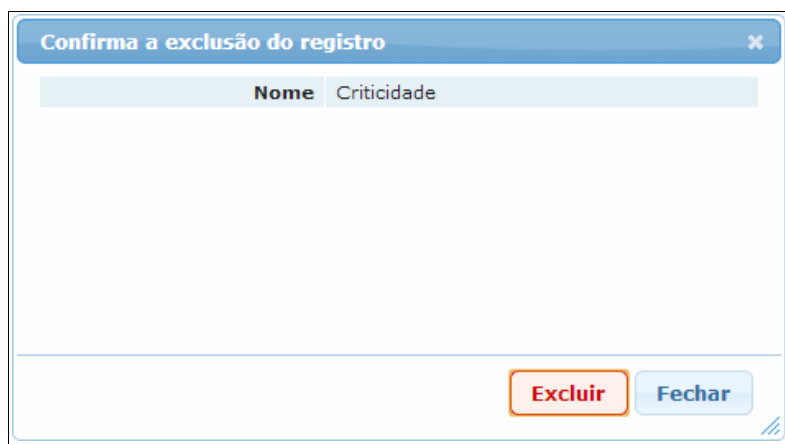 Confirma a exclusão do registro
Nome Criticidade
Excluir Fechar